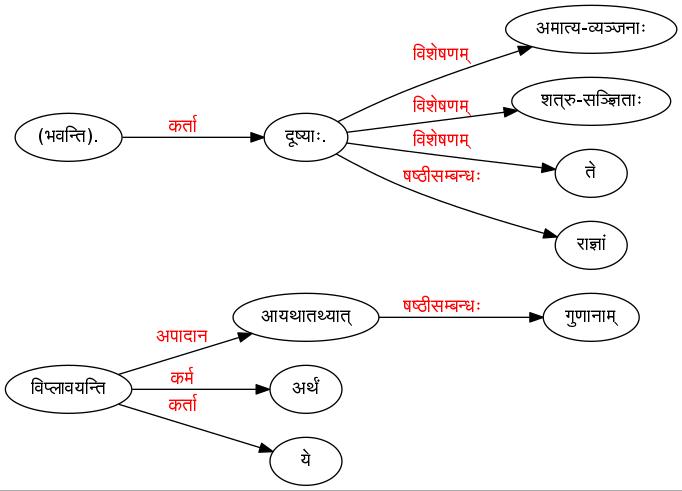 अमात्य-व्यञ्जनाः
विशेषणम्
शत्रु-सञ्ज्ञिताः
विशेषणम्
(भवन्ति).
कर्ता
दूष्याः.
विशेषणम्
ते
षष्ठीसम्बन्धः
राज्ञां
आयथातथ्यात्
षष्ठीसम्बन्धः
गुणानाम्
अपादान
विप्लावयन्ति
कर्म
अर्थं
कर्ता
ये